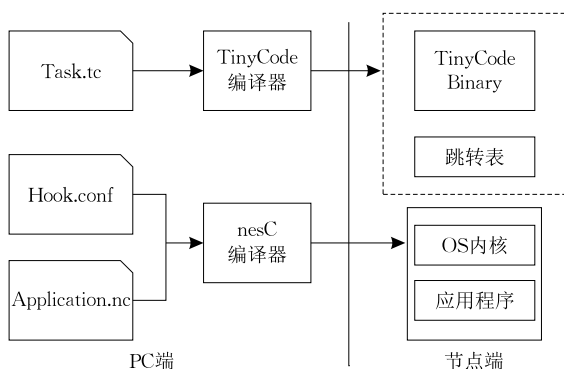 Task.tc
TinyCode
编译器
TinyCode
Binary
跳转表
Hook.conf
nesC
编译器
Application.nc
OS内核
应用程序
PC端
节点端